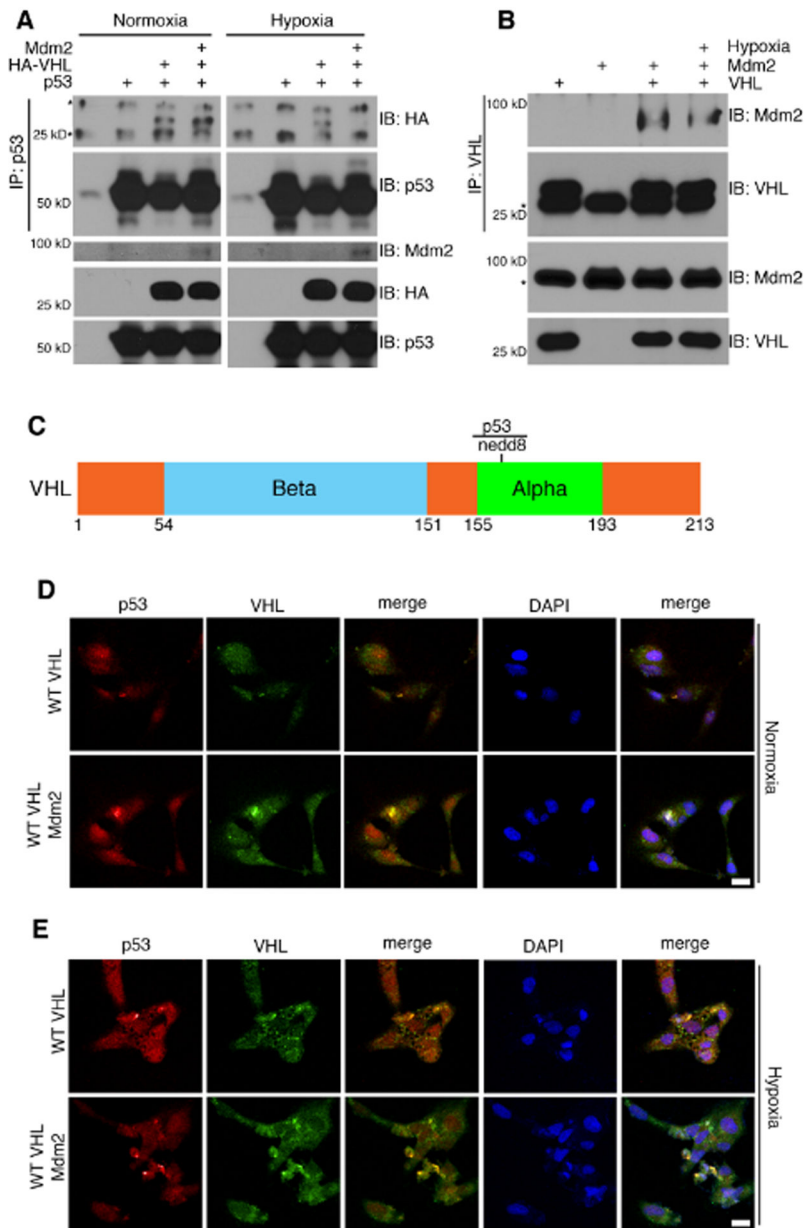 A
Normoxia
Hypoxia
Mdm2 + +
HA-VHL + + + +
p53 + + + + + +
IP: p53
*
25 kD
IB: HA
50 kD
IB: p53
100 kD
IB: Mdm2
25 kD
IB: HA
50 kD
IB: p53
B
+ Hypoxia
+ + + Mdm2
+ + + VHL
IP: VHL
100 kD
IB: Mdm2
* 25 kD
IB: VHL
100 kD
*
IB: Mdm2
25 kD
IB: VHL
C
p53
nedd8
VHL
Beta
Alpha
1 54 151 155 193 213
D
p53 VHL merge DAPI merge
WT VHL
WT VHL
Mdm2
Normoxia
E
p53 VHL merge DAPI merge
WT VHL
WT VHL
Mdm2
Hypoxia